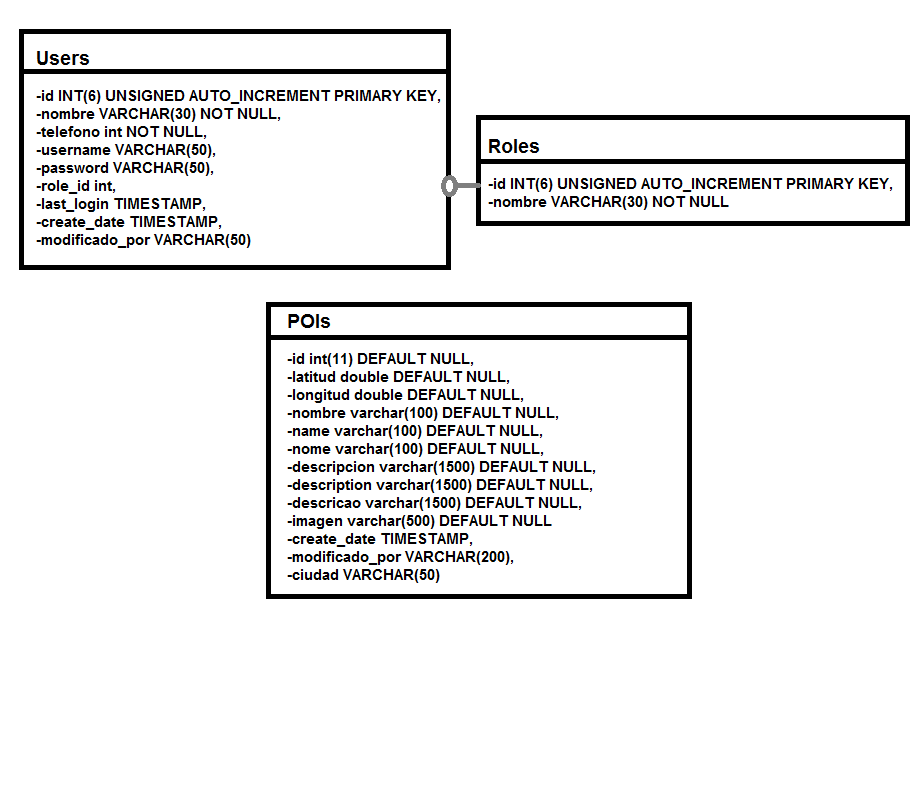 Users
-id INT(6) UNSIGNED AUTO_INCREMENT PRIMARY KEY,
-nombre VARCHAR(30) NOT NULL,
-telefono int NOT NULL,
-username VARCHAR(50),
-password VARCHAR(50),
-role_id int,
-last_login TIMESTAMP,
-create_date TIMESTAMP,
-modificado_por VARCHAR(50)
Roles
-id INT(6) UNSIGNED AUTO_INCREMENT PRIMARY KEY,
-nombre VARCHAR(30) NOT NULL
POIs
-id int(11) DEFAULT NULL,
-latitud double DEFAULT NULL,
-longitud double DEFAULT NULL,
-nombre varchar(100) DEFAULT NULL,
-name varchar(100) DEFAULT NULL,
-nome varchar(100) DEFAULT NULL,
-descripcion varchar(1500) DEFAULT NULL,
-description varchar(1500) DEFAULT NULL,
-descricao varchar(1500) DEFAULT NULL,
-imagen varchar(500) DEFAULT NULL
-create_date TIMESTAMP,
-modificado_por VARCHAR(200),
-ciudad VARCHAR(50)